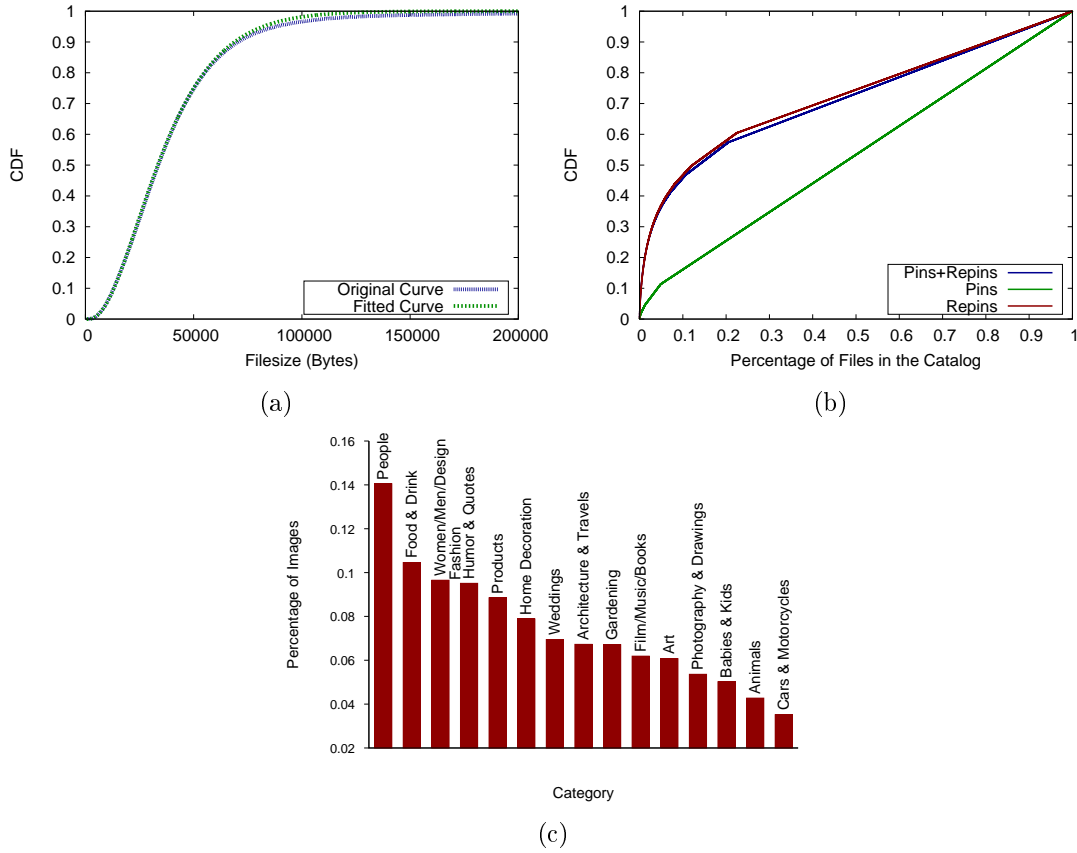 1
0.9
0.8
0.7
0.6
0.5
0.4
0.3
0.2
0.1
0
CDF
0 50000 100000 150000 200000
Filesize (Bytes)
Original Curve
Fitted Curve
(a)
1
0.9
0.8
0.7
0.6
0.5
0.4
0.3
0.2
0.1
0
CDF
0 0.1 0.2 0.3 0.4 0.5 0.6 0.7 0.8 0.9 1
Percentage of Files in the Catalog
Pins+Repins
Pins
Repins
(b)
0.16
0.14
0.12
0.1
0.08
0.06
0.04
0.02
Percentage of Images
People
Food & Drink
Women/Men/Design
Fashion
Humor & Quotes
Products
Home Decoration
Weddings
Architecture & Travels
Gardening
Film/Music/Books
Art
Photography & Drawings
Babies & Kids
Animals
Cars & Motorcycles
Category
(c)